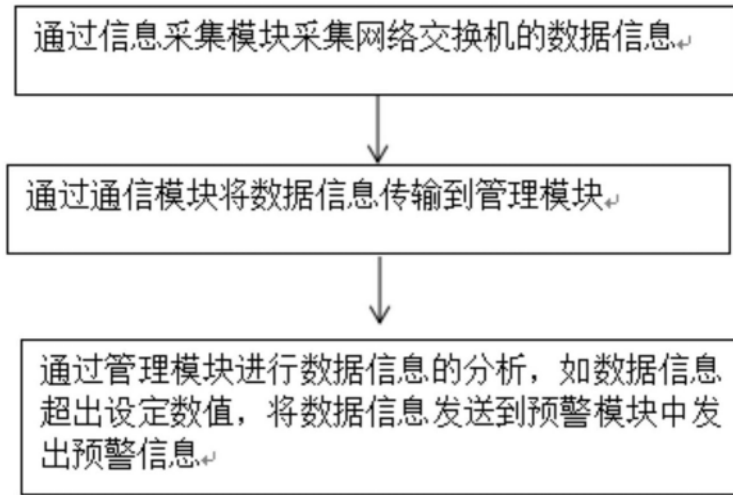 通过信息采集模块采集网络交换机的数据信息
通过通信模块将数据信息传输到管理模块
通过管理模块进行数据信息的分析，如数据信息
超出设定数值，将数据信息发送到预警模块中发
出预警信息